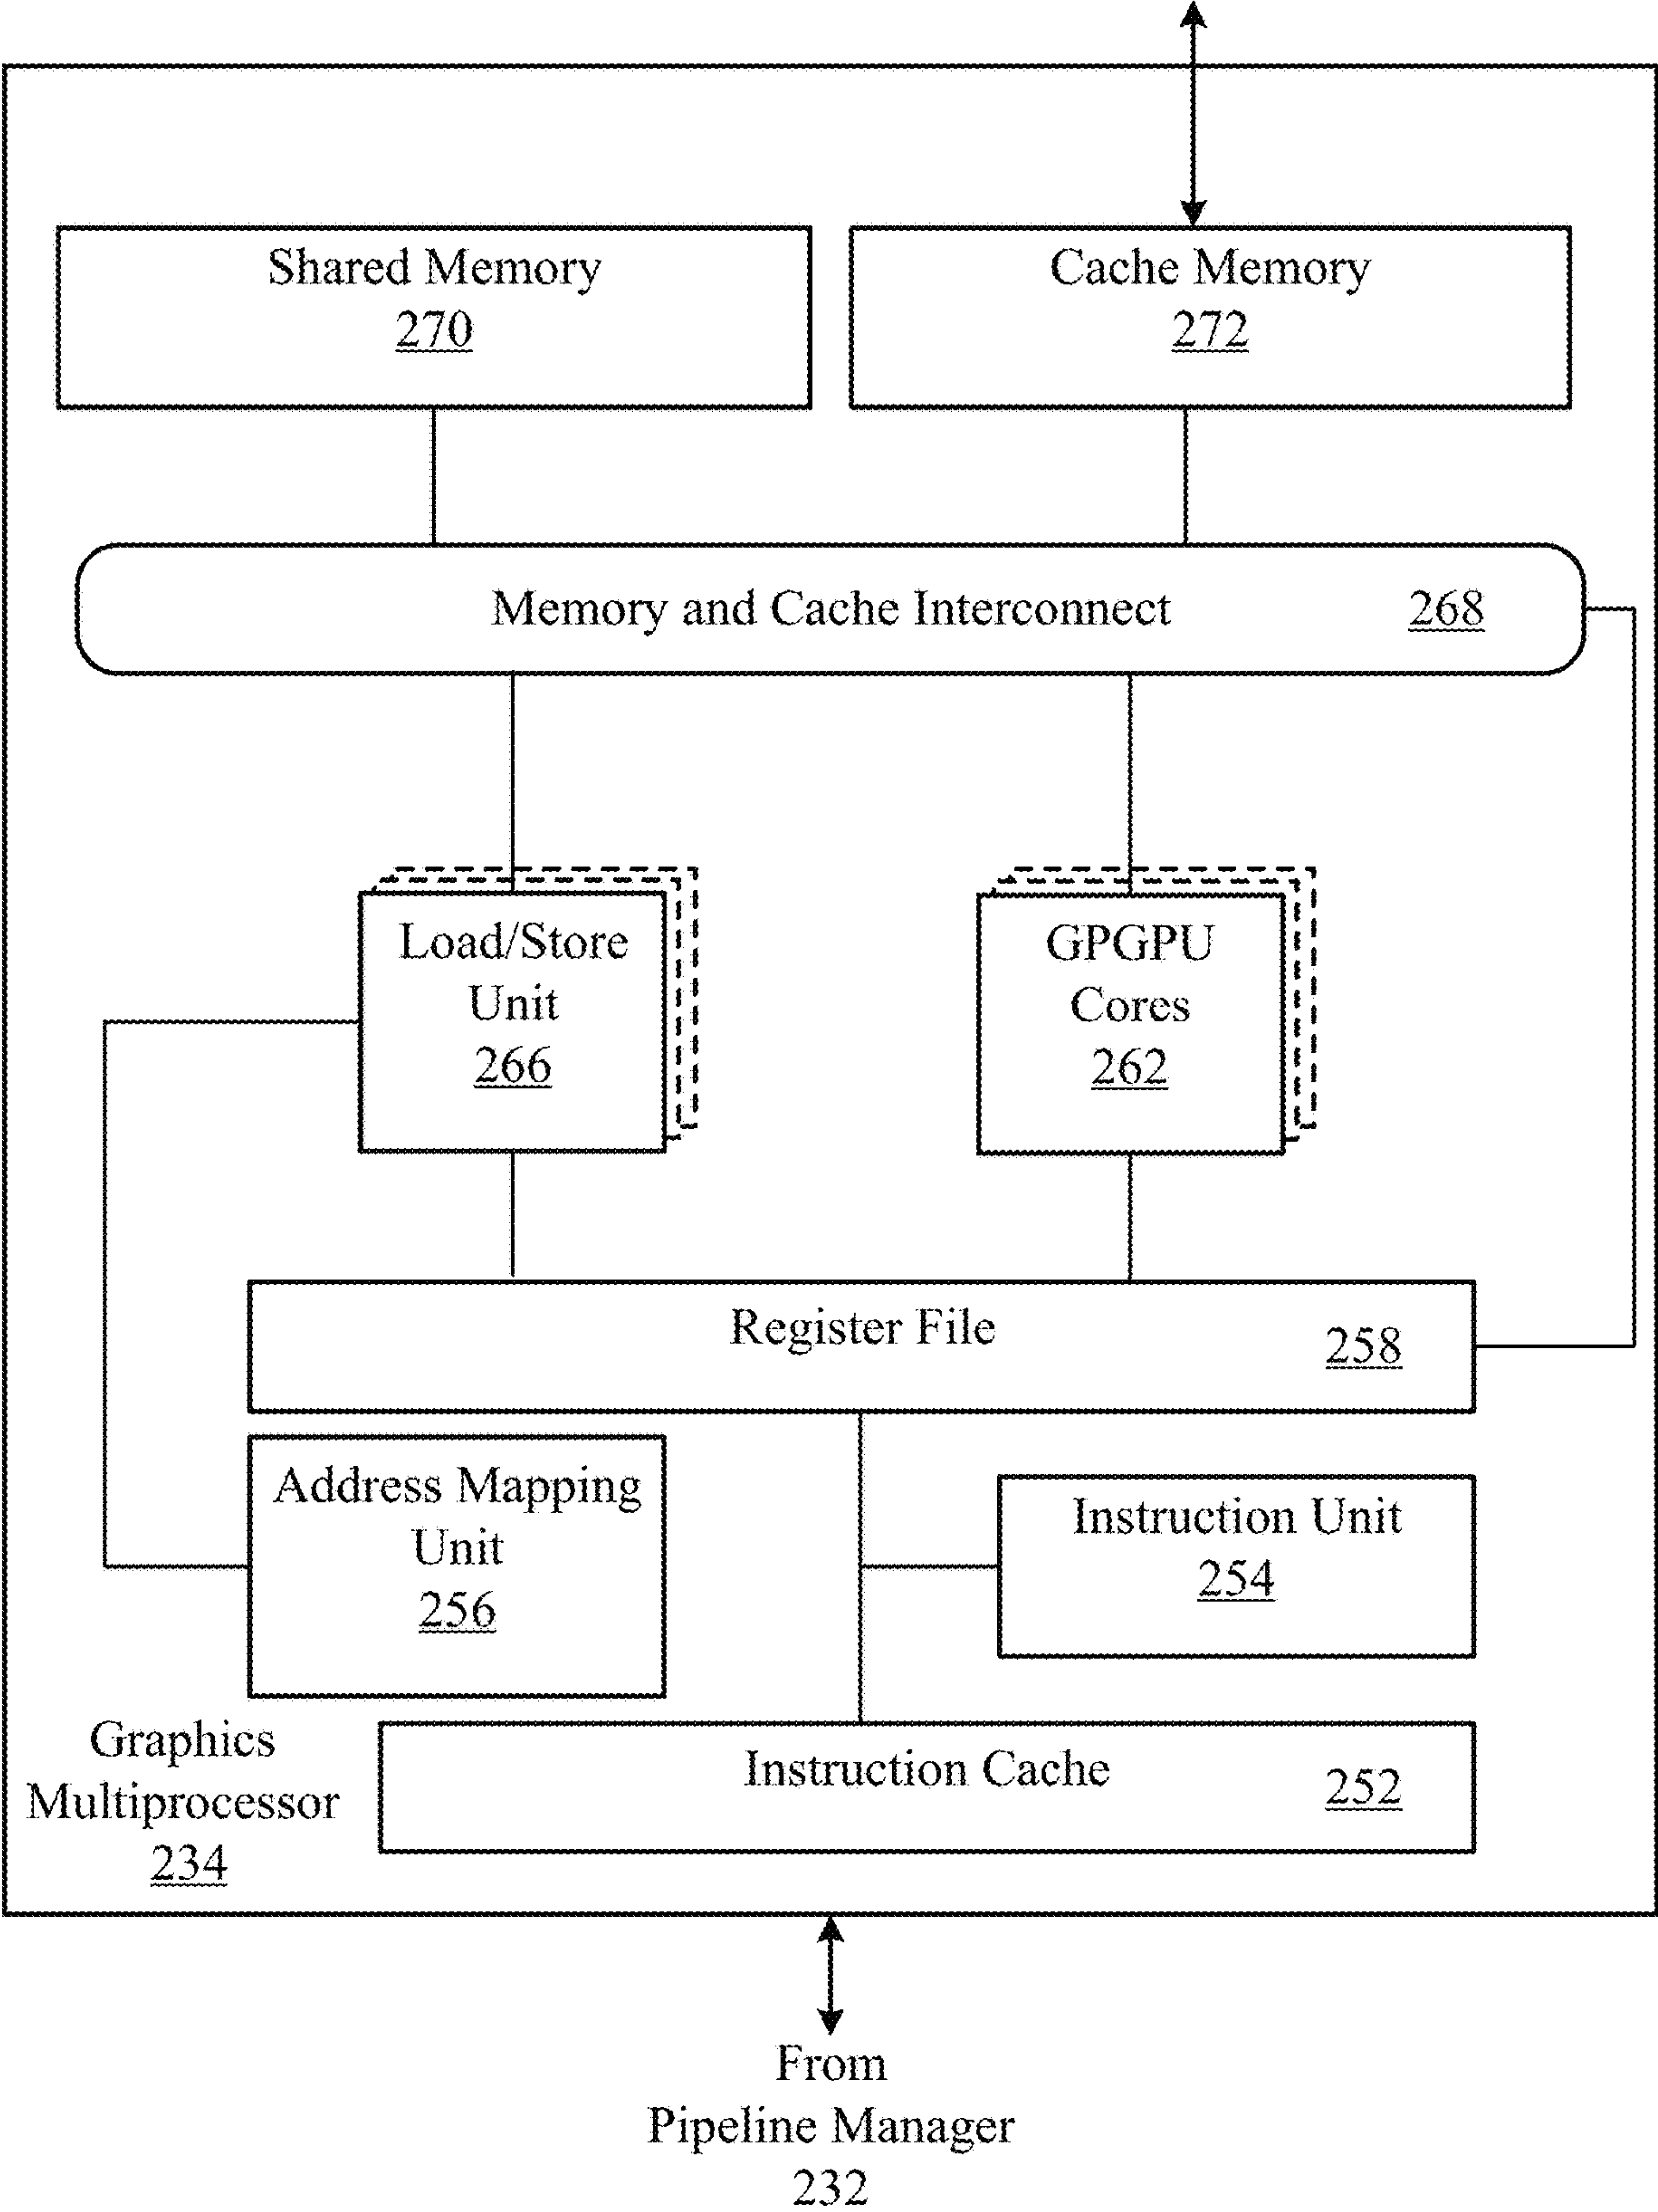 Shared Memory
270
Cache Memory
272
Memory and Cache Interconnect 268
Load/Store
Unit
266
GPGPU
Cores
262
Register File 258
Address Mapping
Unit
256
Instruction Unit
254
Graphics
Multiprocessor
234
Instruction Cache 252
From
Pipeline Manager
232